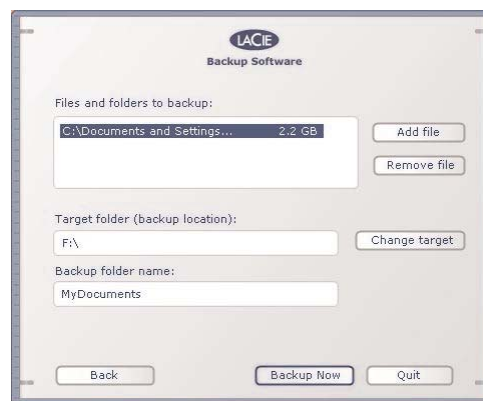 LACIE
Backup Software
Files and folders to backup:
C:\Documents and Settings... 2.2 GB
Add file
Remove file
Target folder (backup location):
F:\
Change target
Backup folder name:
MyDocuments
Back
Backup Now
Quit